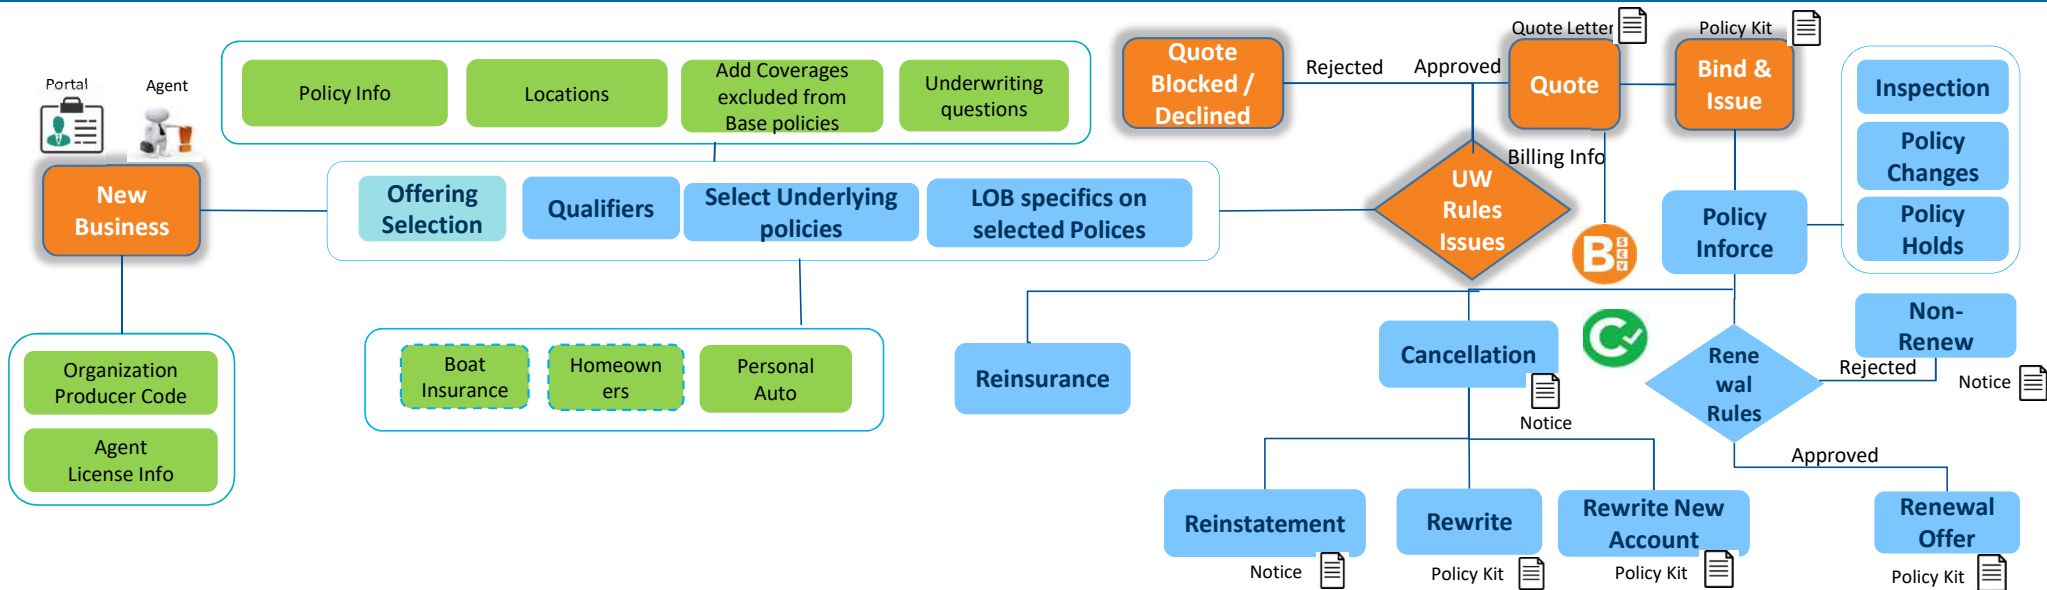 Portal
Agent
New
Business
Organization
Producer Code
Agent
License Info
Policy Info
Locations
Add Coverages
excluded from
Base policies
Underwriting
questions
Offering
Selection
Qualifiers
Select Underlying
policies
LOB specifics on
selected Polices
Boat
Insurance
Homeown
ers
Personal
Auto
Quote
Blocked /
Declined
Rejected
Approved
UW
Rules
Issues
Quote Letter
Quote
Billing Info
B
$
€
¥
C
Policy Kit
Bind &
Issue
Inspection
Policy
Changes
Policy
Holds
Policy
Inforce
Reinsurance
Cancellation
Notice
Rene
wal
Rules
Rejected
Non-
Renew
Notice
Approved
Reinstatement
Notice
Rewrite
Policy Kit
Rewrite New
Account
Policy Kit
Renewal
Offer
Policy Kit